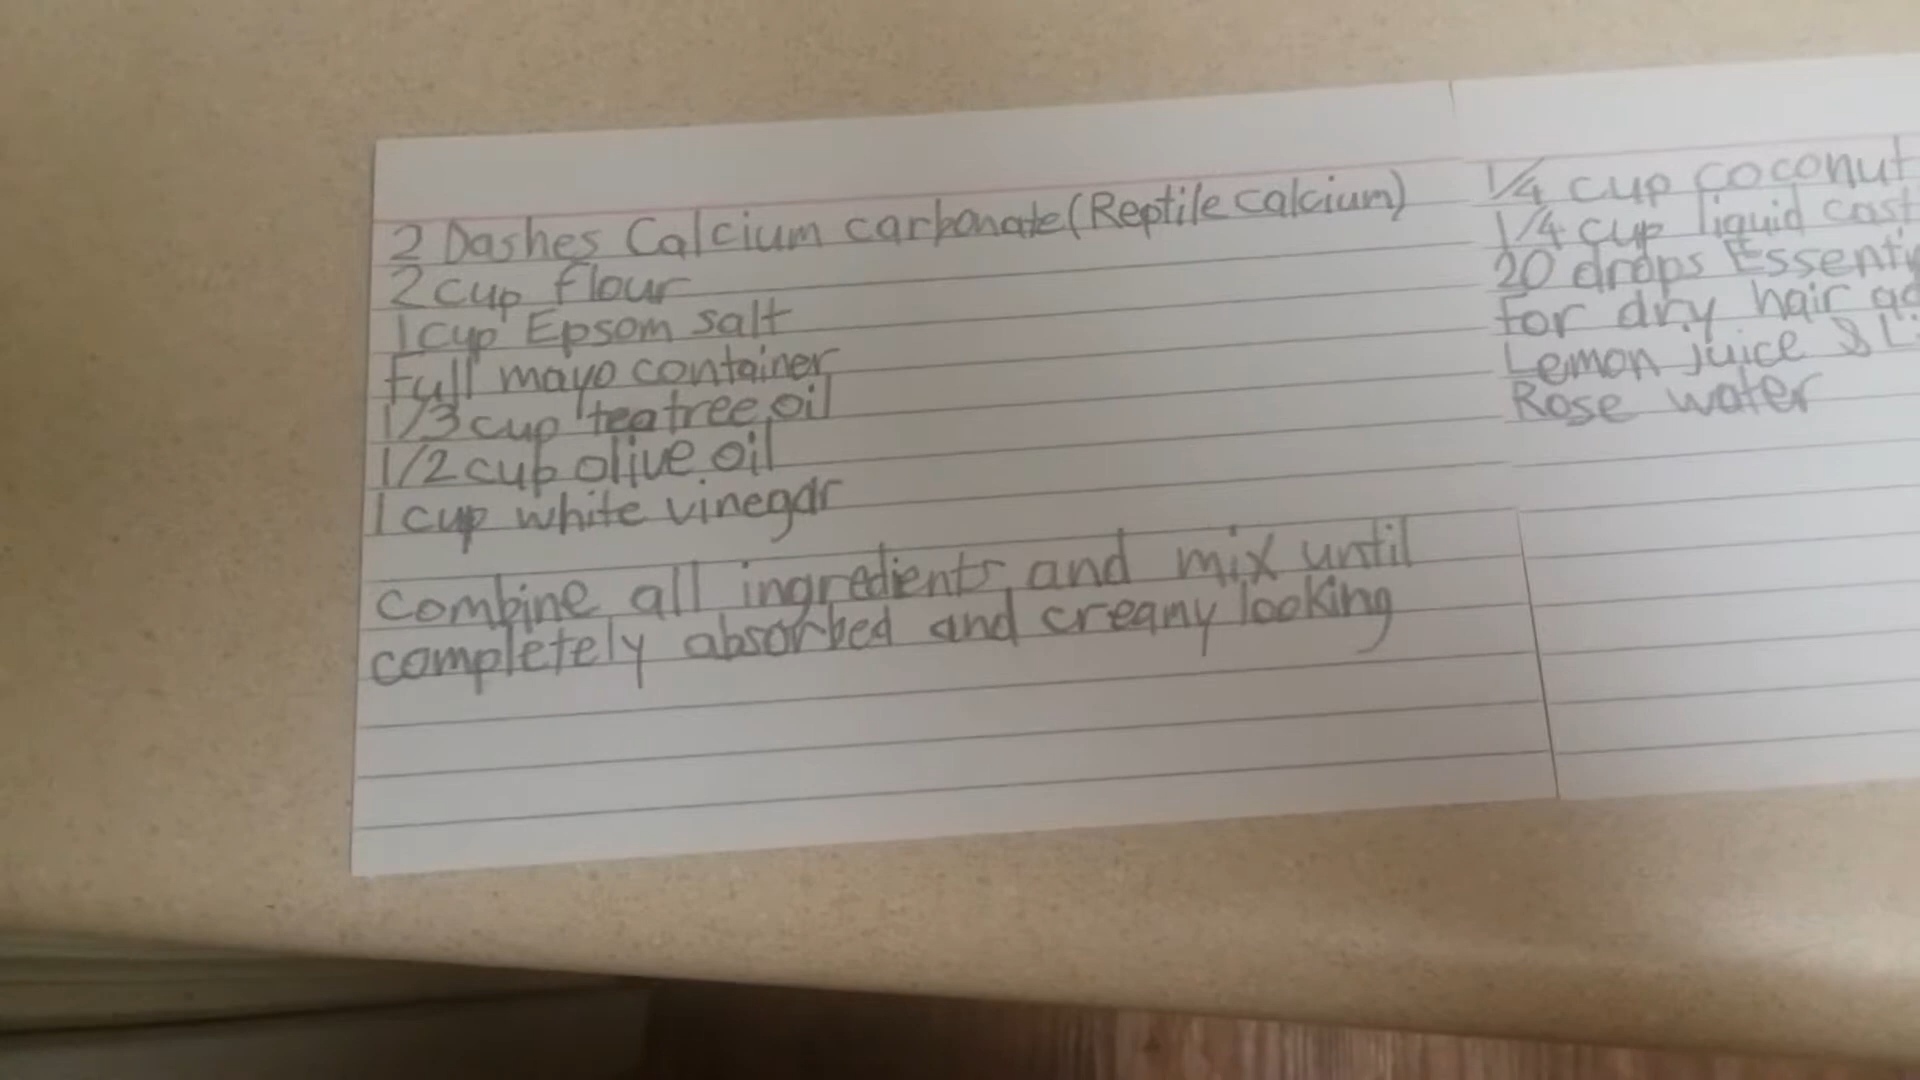 2 Dashes Calcium carbonate (Reptile calcium)
2 cup flour
1 cup Epsom salt
full mayo container
1/3 cup tea tree oil
1/2 cup olive oil
1 cup white vinegar
combine all ingredients and mix until
completely absorbed and creamy looking
1/4 cup coconut
1/4 cup liquid
20 drops
for dry hair
Lemon juice &
Rose water